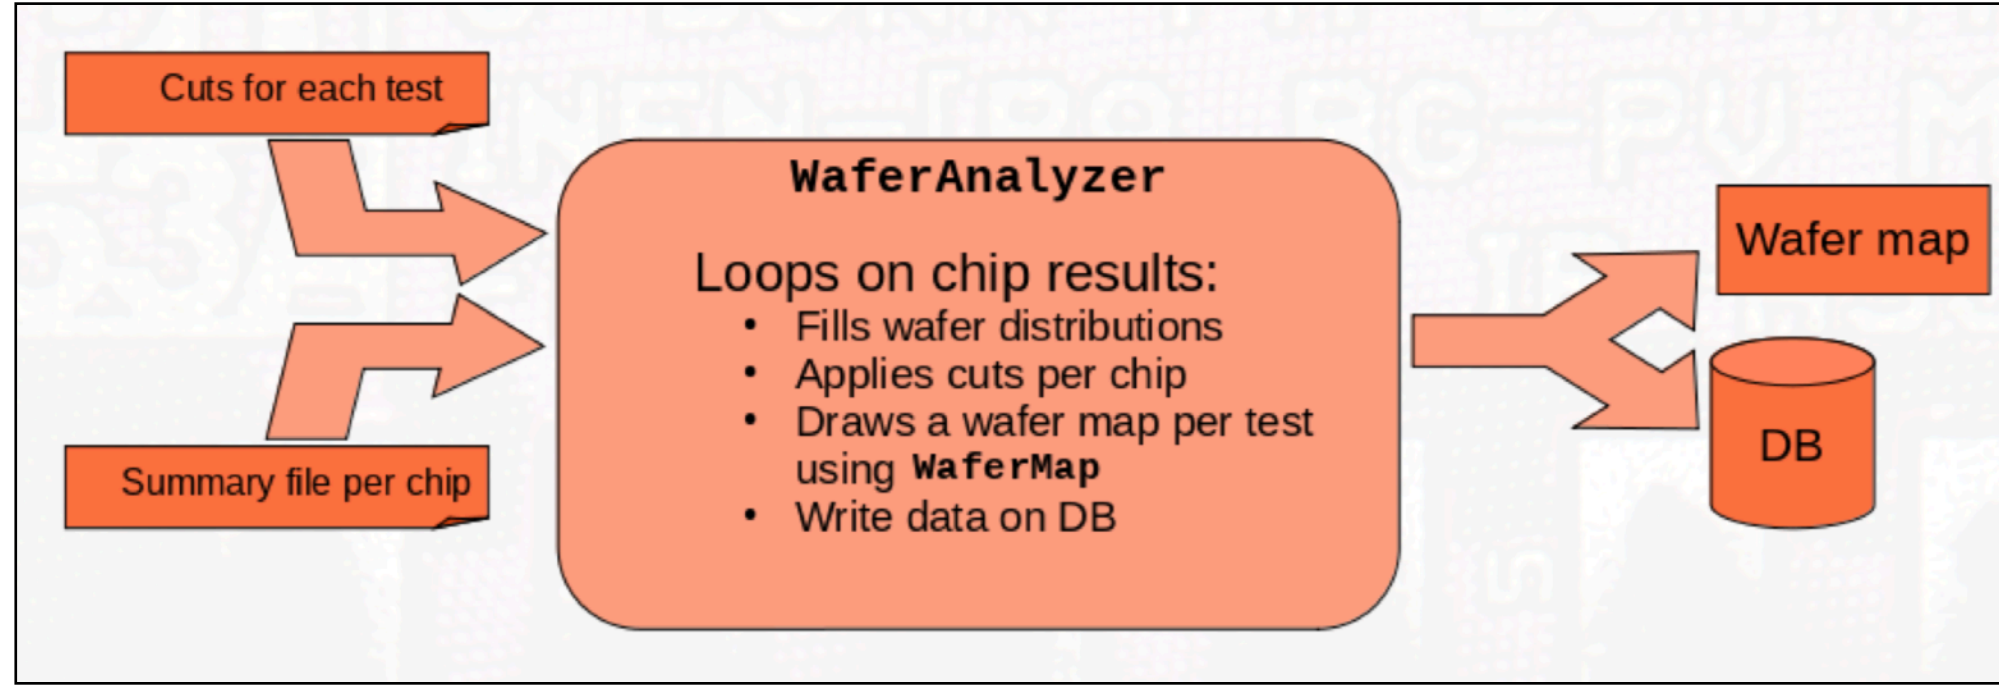 Cuts for each test
Summary file per chip
WaferAnalyzer
Loops on chip results:
• Fills wafer distributions
• Applies cuts per chip
• Draws a wafer map per test
using WaferMap
• Write data on DB
Wafer map
DB